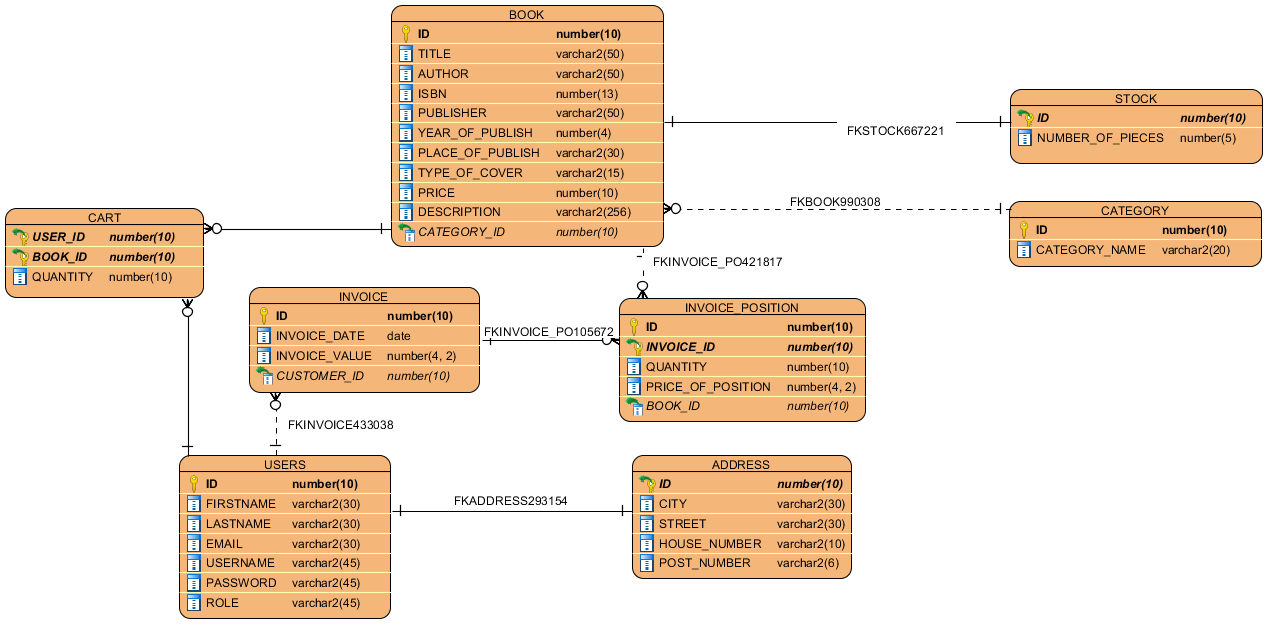 BOOK
ID number(10)
TITLE varchar2(50)
AUTHOR varchar2(50)
ISBN number(13)
PUBLISHER varchar2(50)
YEAR_OF_PUBLISH number(4)
PLACE_OF_PUBLISH varchar2(30)
TYPE_OF_COVER varchar2(15)
PRICE number(10)
DESCRIPTION varchar2(256)
CATEGORY_ID number(10)
FKSTOCK667221
STOCK
ID number(10)
NUMBER_OF_PIECES number(5)
FKBOOK990308
CATEGORY
ID number(10)
CATEGORY_NAME varchar2(20)
CART
USER_ID number(10)
BOOK_ID number(10)
QUANTITY number(10)
FKINVOICE_PO421817
INVOICE
ID number(10)
INVOICE_DATE date
INVOICE_VALUE number(4, 2)
CUSTOMER_ID number(10)
FKINVOICE_PO105672
INVOICE_POSITION
ID number(10)
INVOICE_ID number(10)
QUANTITY number(10)
PRICE_OF_POSITION number(4, 2)
BOOK_ID number(10)
FKINVOICE433038
USERS
ID number(10)
FIRSTNAME varchar2(30)
LASTNAME varchar2(30)
EMAIL varchar2(30)
USERNAME varchar2(45)
PASSWORD varchar2(45)
ROLE varchar2(45)
FKADDRESS293154
ADDRESS
ID number(10)
CITY varchar2(30)
STREET varchar2(30)
HOUSE_NUMBER varchar2(10)
POST_NUMBER varchar2(6)